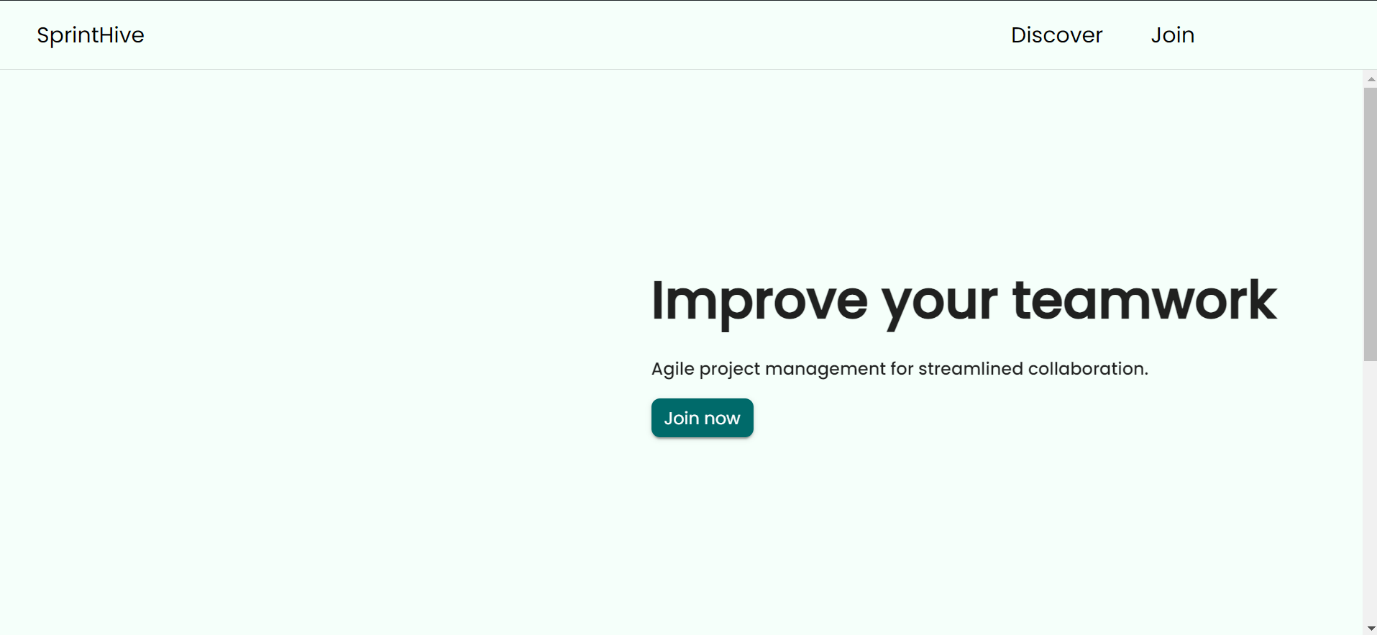 SprintHive
Discover
Join
Improve your teamwork
Agile project management for streamlined collaboration.
Join now